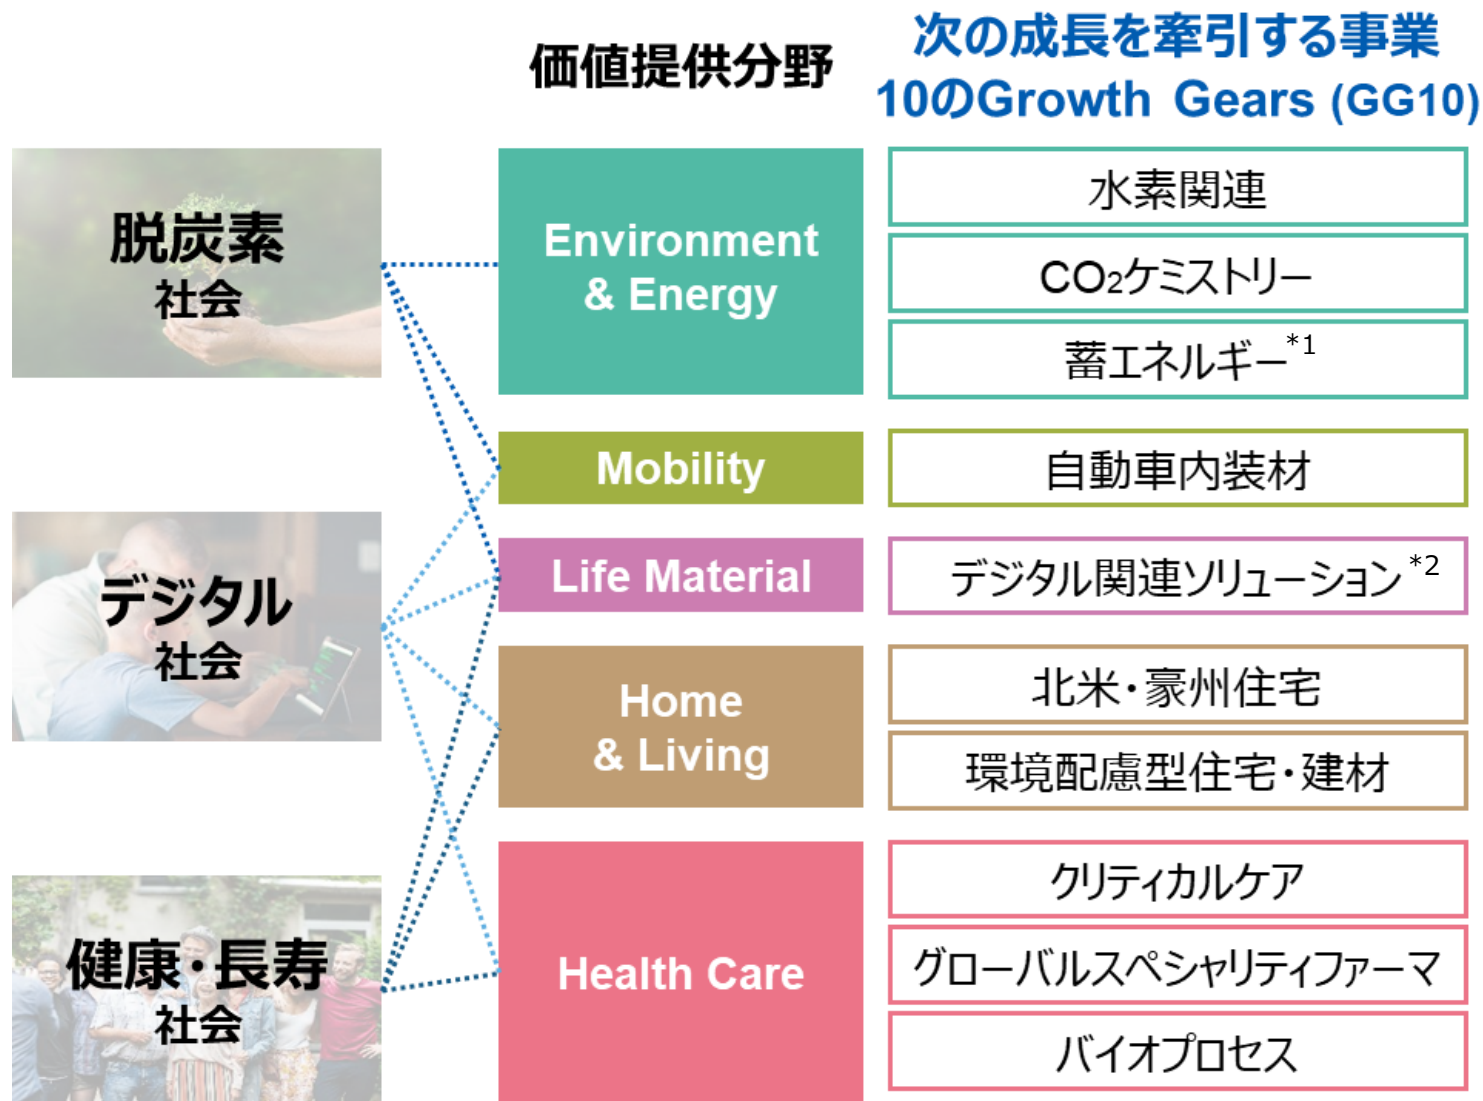 価値提供分野
次の成長を牽引する事業
10のGrowth Gears (GG10)
脱炭素
社会
デジタル
社会
健康・長寿
社会
Environment
& Energy
水素関連
CO₂ケミストリー
蓄エネルギー*1
Mobility
自動車内装材
Life Material
デジタル関連ソリューション*2
Home
& Living
北米・豪州住宅
環境配慮型住宅・建材
Health Care
クリティカルケア
グローバルスペシャリティファーマ
バイオプロセス